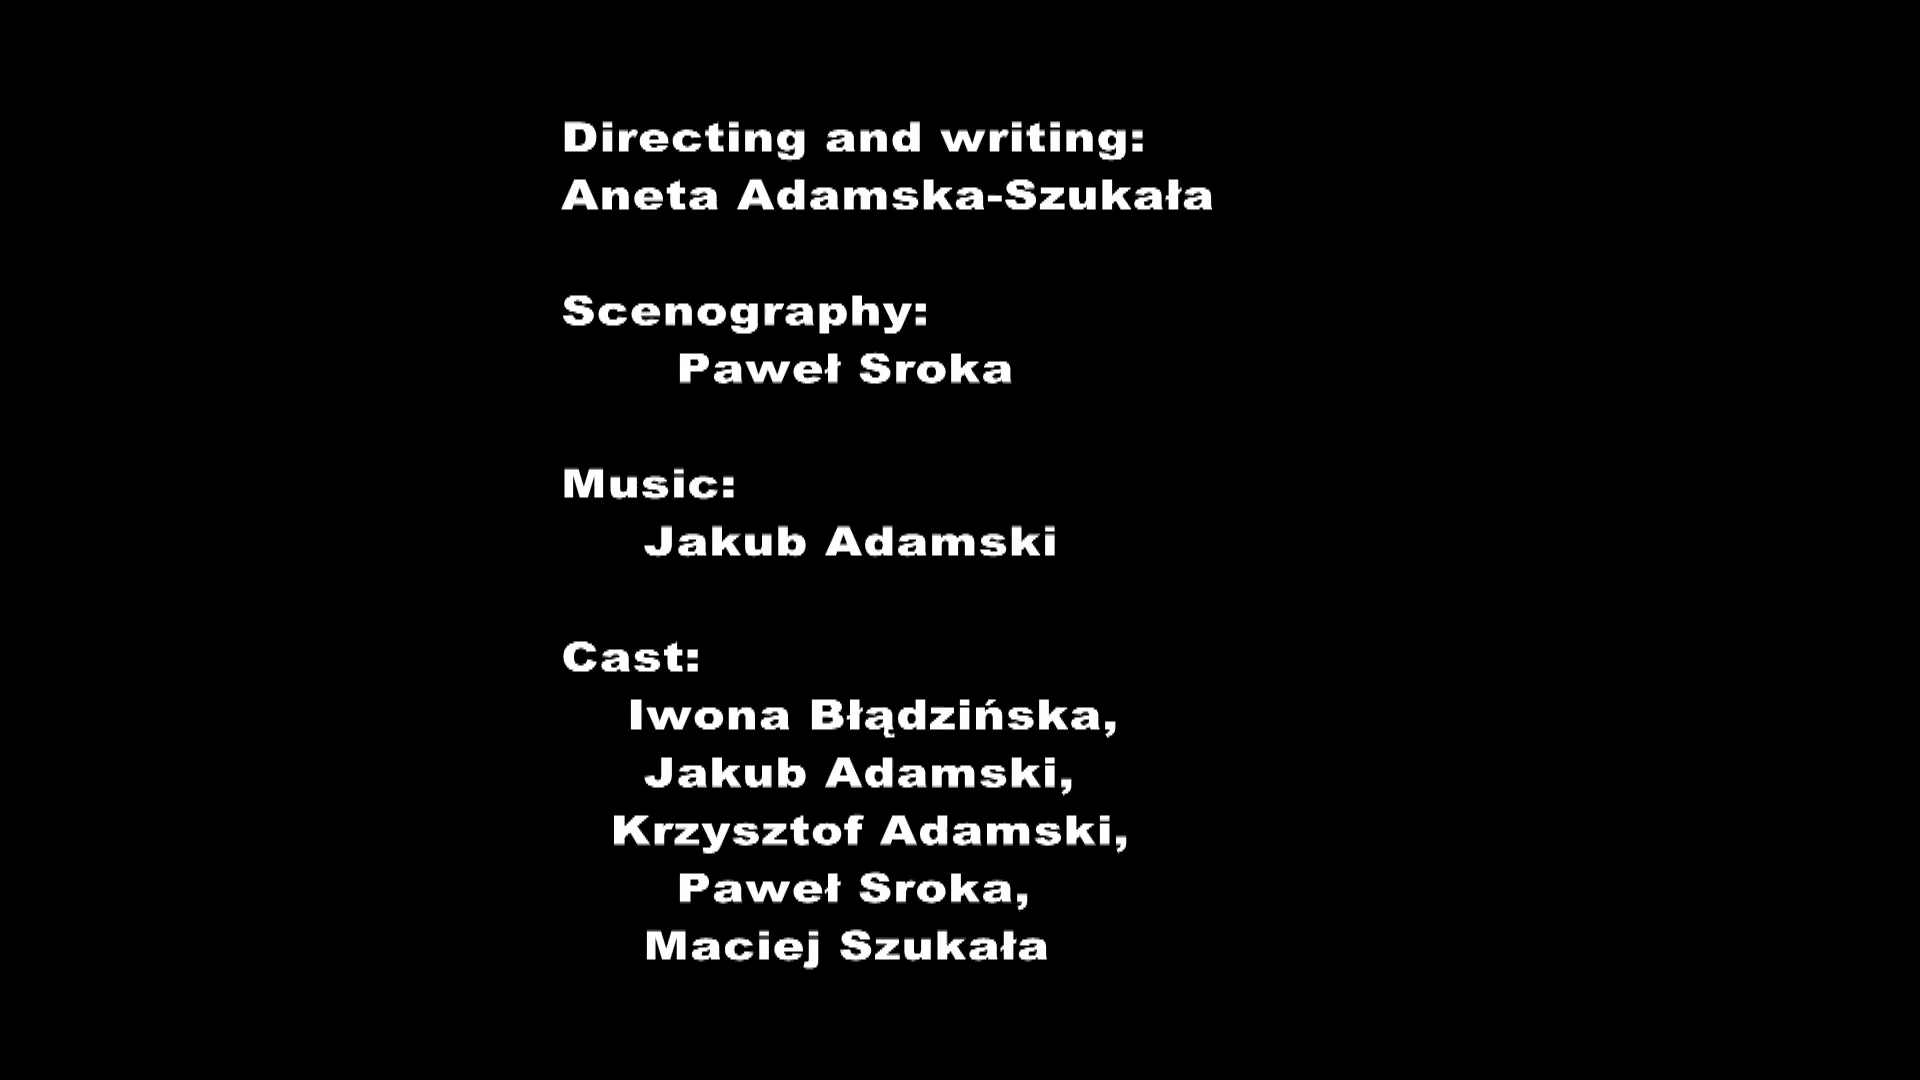 Directing and writing:
Aneta Adamska-Szukała
Scenography:
Paweł Sroka
Music:
Jakub Adamski
Cast:
Iwona Błądzińska,
Jakub Adamski,
Krzysztof Adamski,
Paweł Sroka,
Maciej Szukała